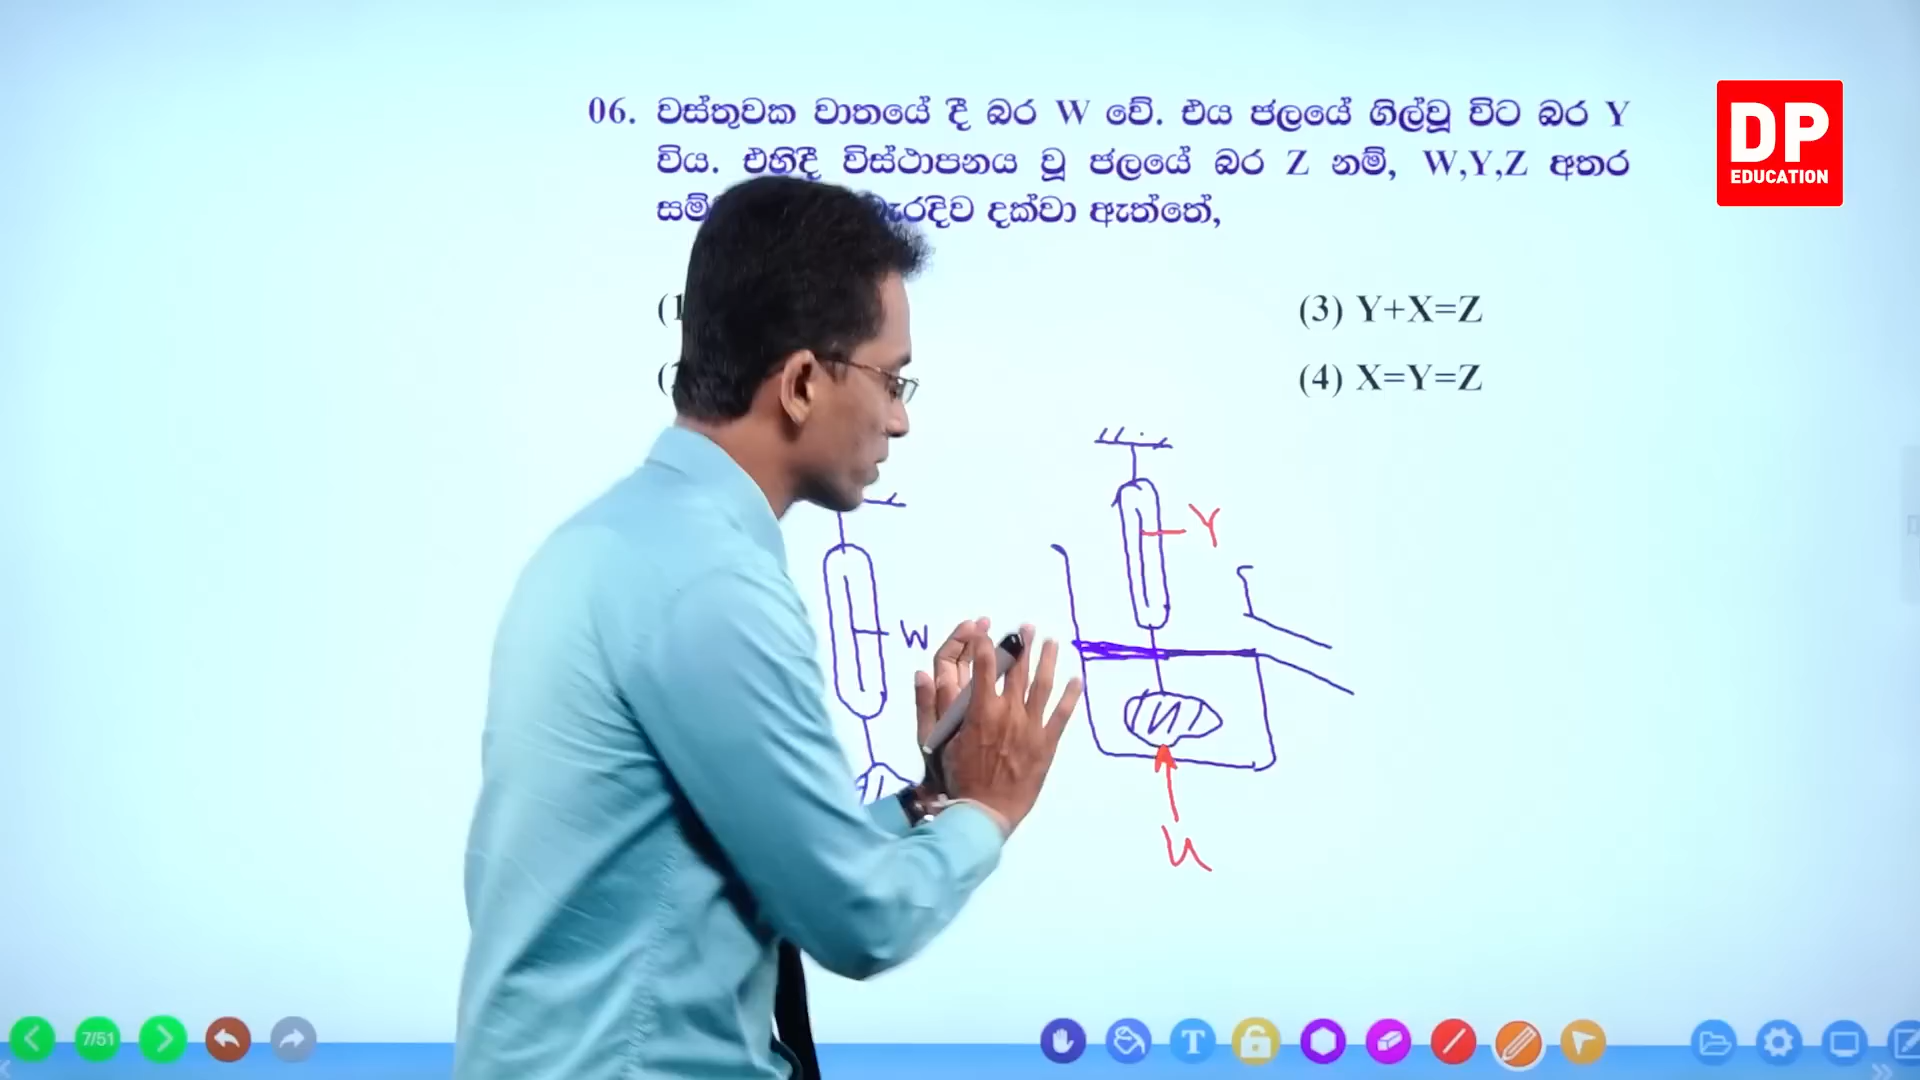 06. වස්තුවක වාතයේ දී බර W වේ. එය ජලයේ ගිල්වූ විට බර Y
විය. එහිදී විස්ථාපනය වූ ජලයේ බර Z නම්, W,Y,Z අතර
දක්වා ඇත්තේ,
(3) Y+X=Z
(4) X=Y=Z
DP
EDUCATION
Y
W
u
7/51
T